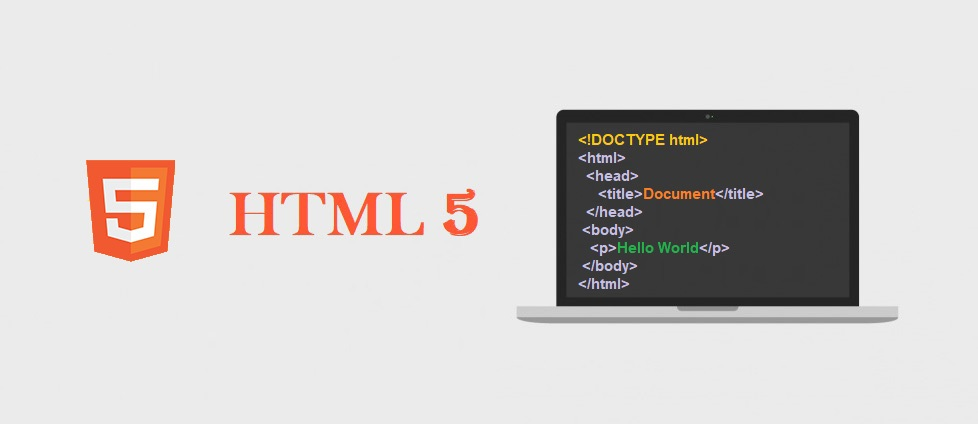 5
HTML 5
<!DOCTYPE html>
<html>
<head>
<title>Document</title>
</head>
<body>
<p>Hello World</p>
</body>
</html>